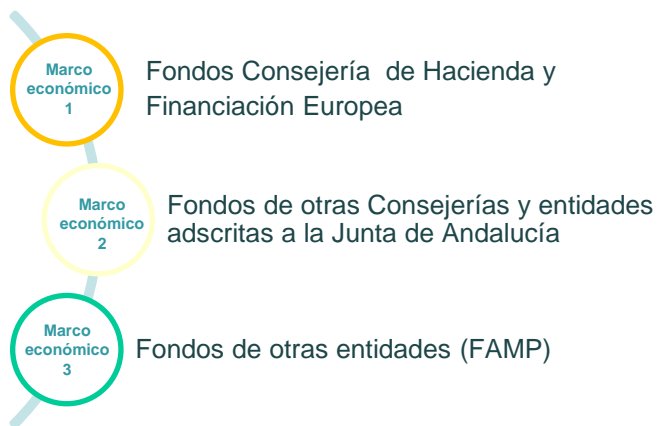 Marco
económico
1
Fondos Consejería de Hacienda y
Financiación Europea
Marco
económico
2
Fondos de otras Consejerías y entidades
adscritas a la Junta de Andalucía
Marco
económico
3
Fondos de otras entidades (FAMP)